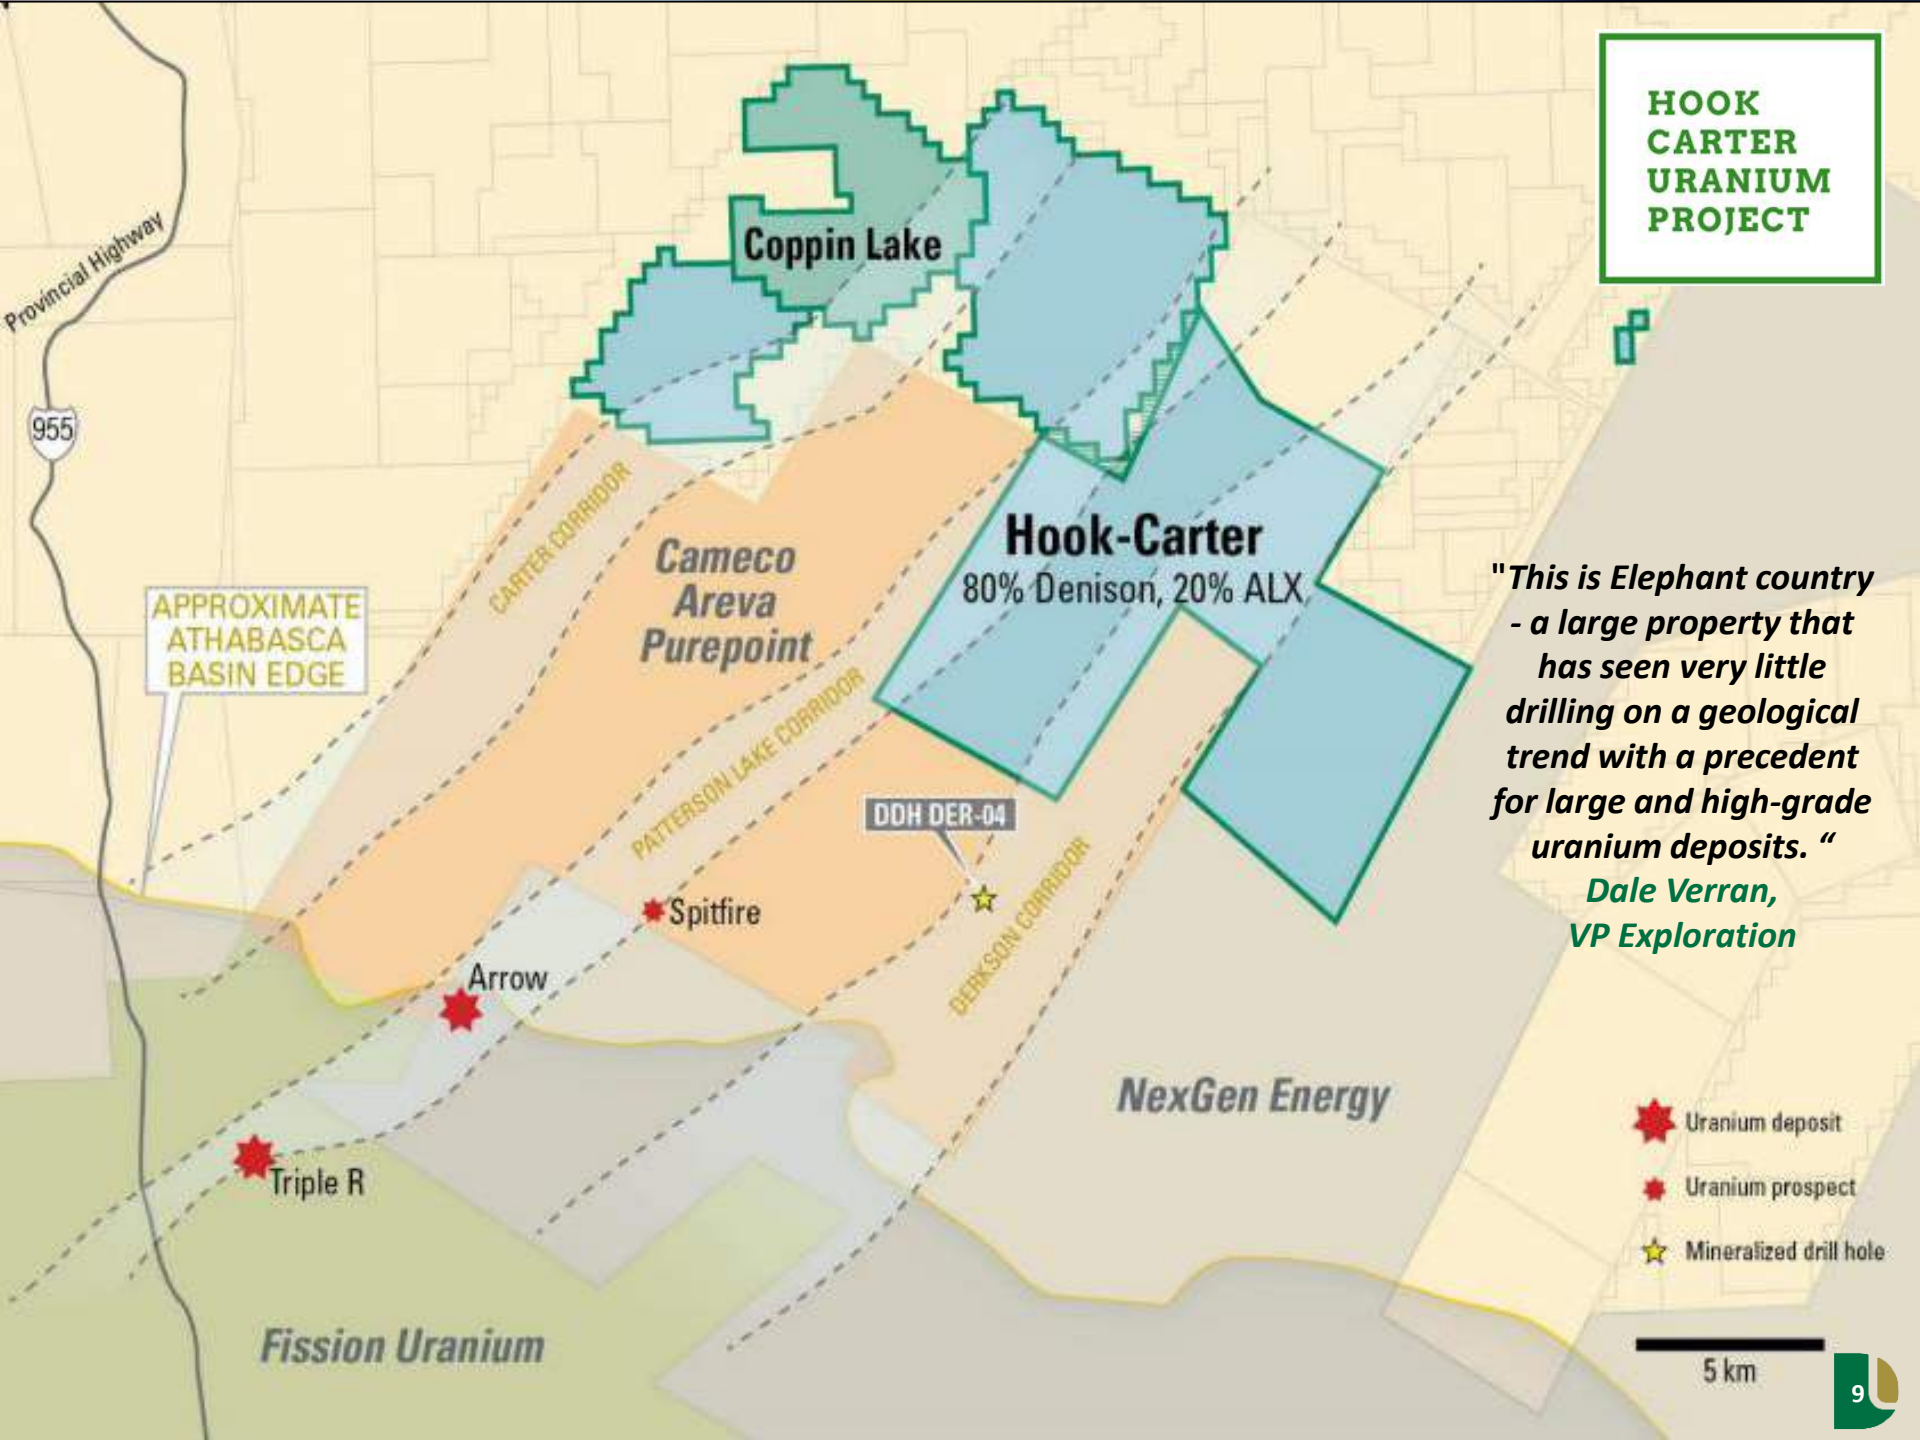 HOOK
CARTER
URANIUM
PROJECT
Coppin Lake
Provincial Highway
955
CARTER CORRIDOR
Cameco
Areva
Purepoint
Hook-Carter
80% Denison, 20% ALX
APPROXIMATE
ATHABASCA
BASIN EDGE
"This is Elephant country
- a large property that
has seen very little
drilling on a geological
trend with a precedent
for large and high-grade
uranium deposits. “
Dale Verran,
VP Exploration
PATTERSON LAKE CORRIDOR
DDH DER-04
DERKSON CORRIDOR
Spitfire
Arrow
Triple R
NexGen Energy
Fission Uranium
Uranium deposit
Uranium prospect
Mineralized drill hole
5 km
9